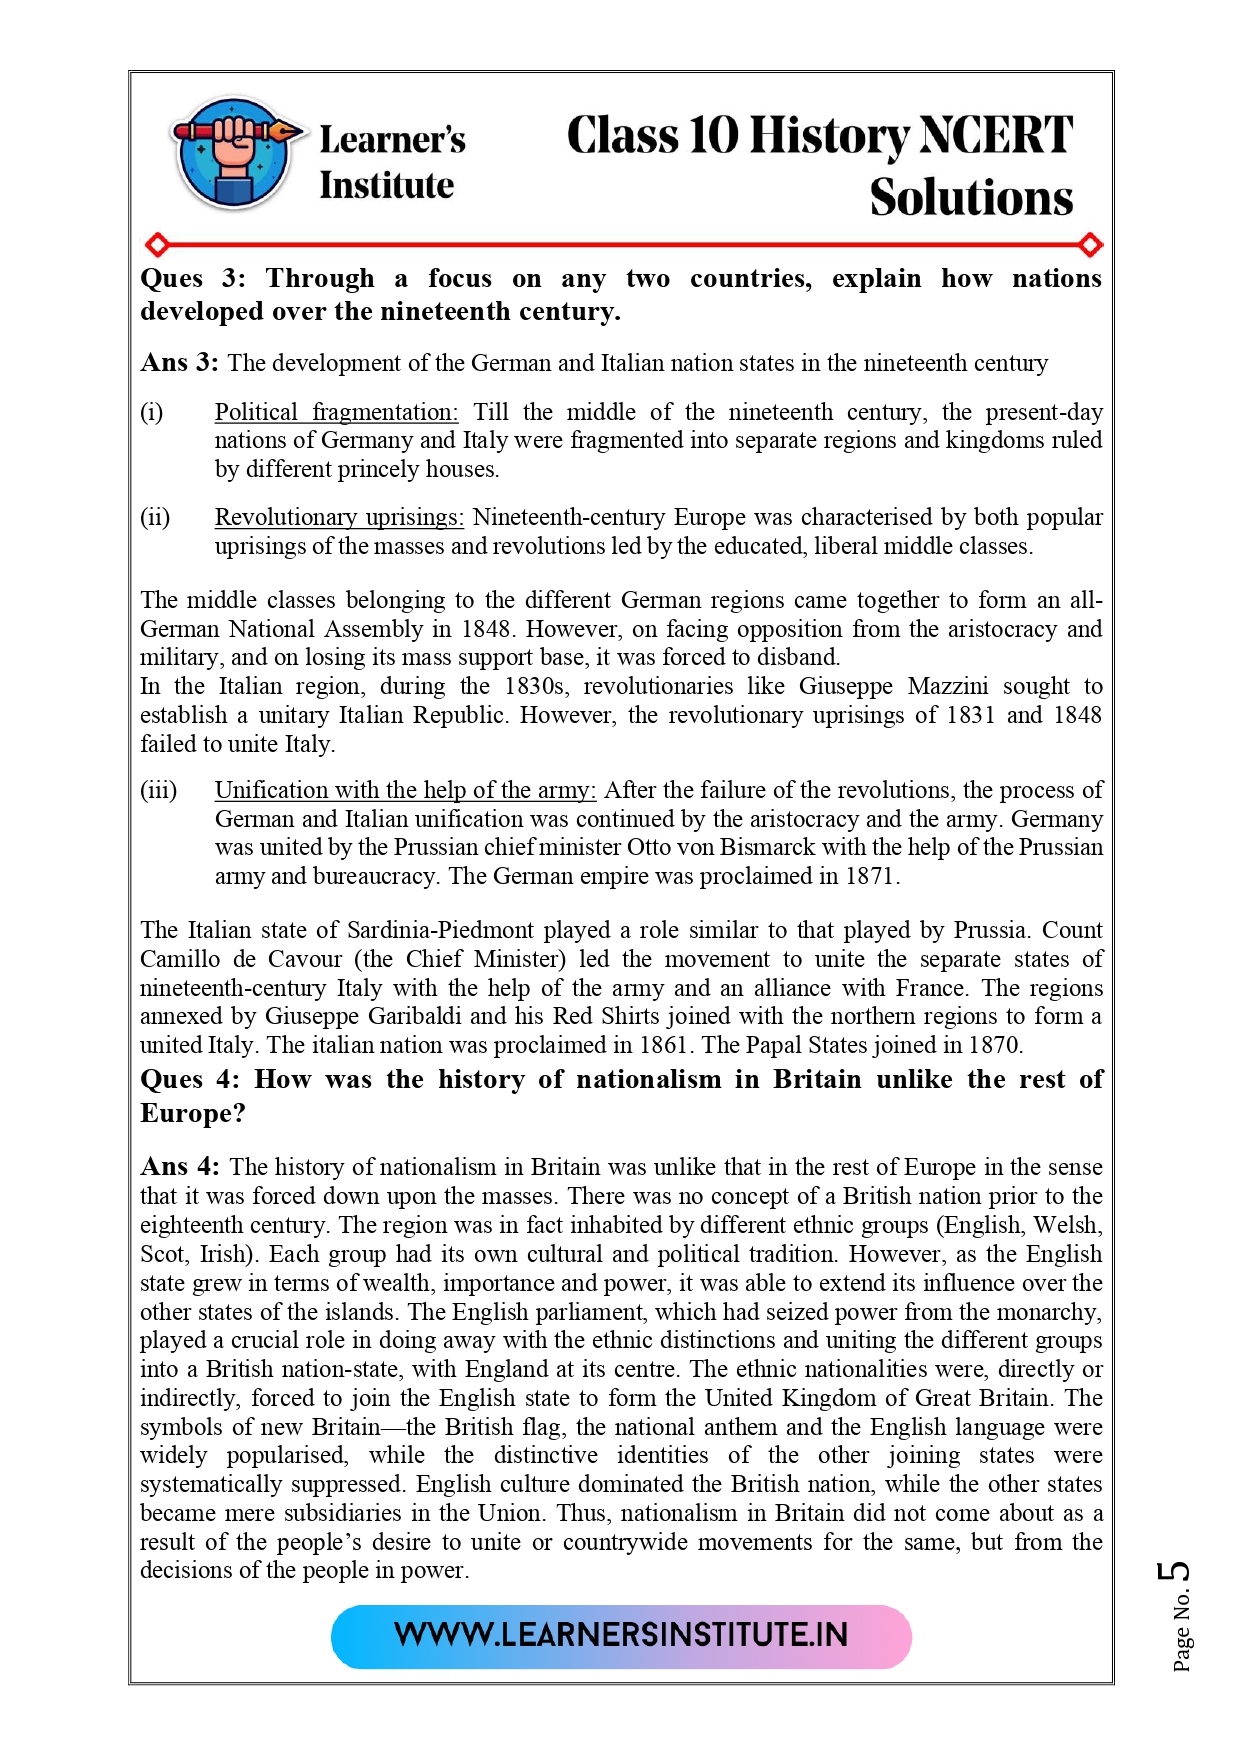 Learner's
Institute
Class 10 History NCERT
Solutions
Ques 3: Through a focus on any two countries, explain how nations
developed over the nineteenth century.
Ans 3: The development of the German and Italian nation states in the nineteenth century
(i) Political fragmentation: Till the middle of the nineteenth century, the present-day
nations of Germany and Italy were fragmented into separate regions and kingdoms ruled
by different princely houses.
(ii) Revolutionary uprisings: Nineteenth-century Europe was characterised by both popular
uprisings of the masses and revolutions led by the educated, liberal middle classes.
The middle classes belonging to the different German regions came together to form an all-
German National Assembly in 1848. However, on facing opposition from the aristocracy and
military, and on losing its mass support base, it was forced to disband.
In the Italian region, during the 1830s, revolutionaries like Giuseppe Mazzini sought to
establish a unitary Italian Republic. However, the revolutionary uprisings of 1831 and 1848
failed to unite Italy.
(iii) Unification with the help of the army: After the failure of the revolutions, the process of
German and Italian unification was continued by the aristocracy and the army. Germany
was united by the Prussian chief minister Otto von Bismarck with the help of the Prussian
army and bureaucracy. The German empire was proclaimed in 1871.
The Italian state of Sardinia-Piedmont played a role similar to that played by Prussia. Count
Camillo de Cavour (the Chief Minister) led the movement to unite the separate states of
nineteenth-century Italy with the help of the army and an alliance with France. The regions
annexed by Giuseppe Garibaldi and his Red Shirts joined with the northern regions to form a
united Italy. The italian nation was proclaimed in 1861. The Papal States joined in 1870.
Ques 4: How was the history of nationalism in Britain unlike the rest of
Europe?
Ans 4: The history of nationalism in Britain was unlike that in the rest of Europe in the sense
that it was forced down upon the masses. There was no concept of a British nation prior to the
eighteenth century. The region was in fact inhabited by different ethnic groups (English, Welsh,
Scot, Irish). Each group had its own cultural and political tradition. However, as the English
state grew in terms of wealth, importance and power, it was able to extend its influence over the
other states of the islands. The English parliament, which had seized power from the monarchy,
played a crucial role in doing away with the ethnic distinctions and uniting the different groups
into a British nation-state, with England at its centre. The ethnic nationalities were, directly or
indirectly, forced to join the English state to form the United Kingdom of Great Britain. The
symbols of new Britain—the British flag, the national anthem and the English language were
widely popularised, while the distinctive identities of the other joining states were
systematically suppressed. English culture dominated the British nation, while the other states
became mere subsidiaries in the Union. Thus, nationalism in Britain did not come about as a
result of the people's desire to unite or countrywide movements for the same, but from the
decisions of the people in power.
WWW.LEARNERSINSTITUTE.IN
Page No. 5